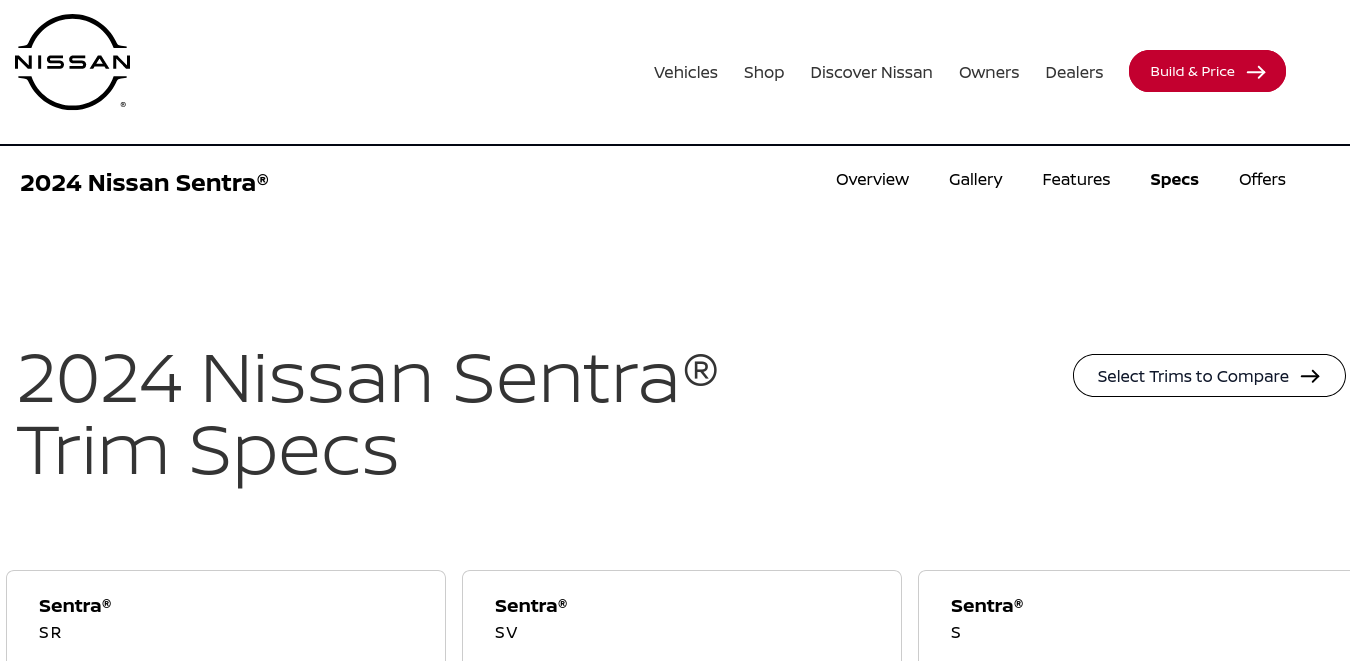 NISSAN
®
Vehicles Shop Discover Nissan Owners Dealers Build & Price
2024 Nissan Sentra®
Overview Gallery Features Specs Offers
2024 Nissan Sentra®
Trim Specs
Select Trims to Compare
Sentra®
SR
Sentra®
SV
Sentra®
S